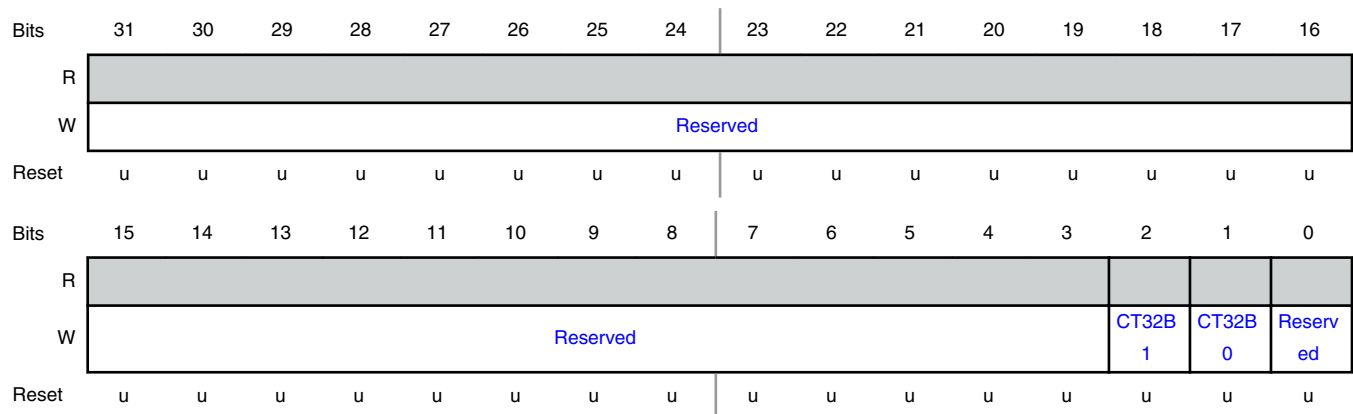 Bits 31 30 29 28 27 26 25 24 23 22 21 20 19 18 17 16
R
W Reserved
Reset u u u u u u u u u u u u u u u u
Bits 15 14 13 12 11 10 9 8 7 6 5 4 3 2 1 0
R
W Reserved CT32B CT32B Reserv
1 0 ed
Reset u u u u u u u u u u u u u u u u